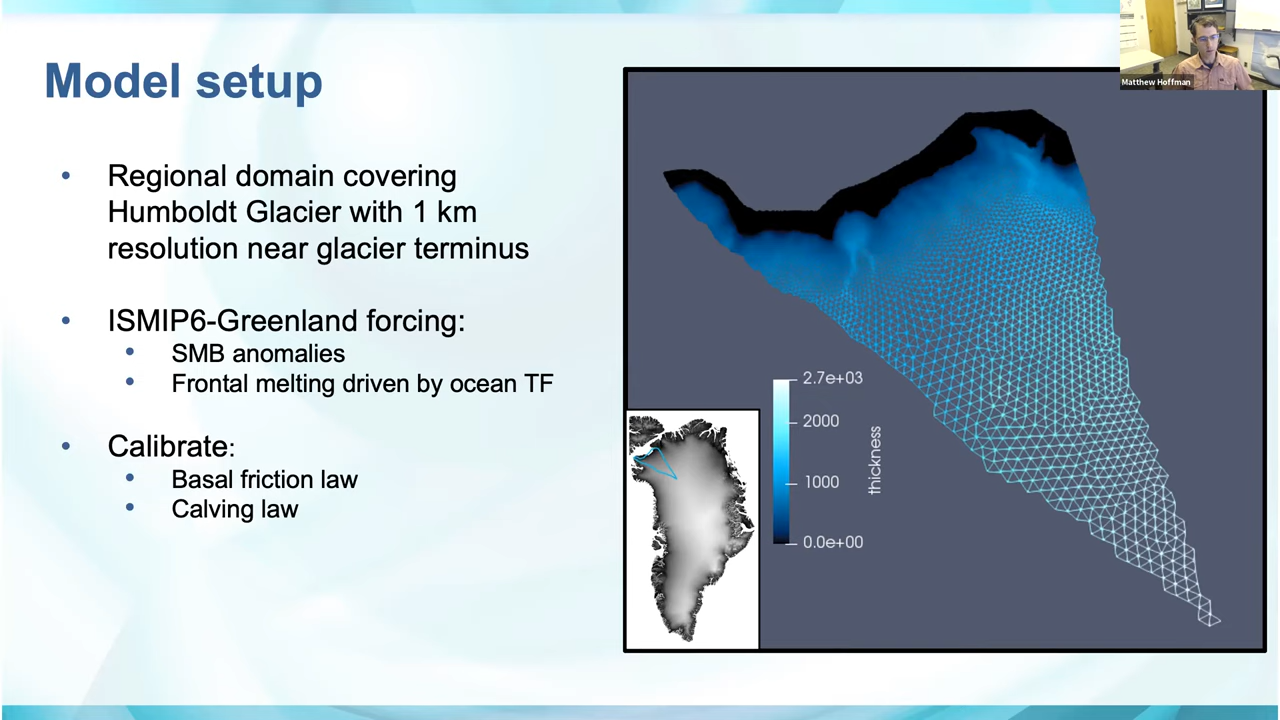 Model setup
Matthew Hoffman
• Regional domain covering
Humboldt Glacier with 1 km
resolution near glacier terminus
• ISMIP6-Greenland forcing:
• SMB anomalies
• Frontal melting driven by ocean TF
• Calibrate:
• Basal friction law
• Calving law
2.7e+03
2000
1000
0.0e+00
thickness